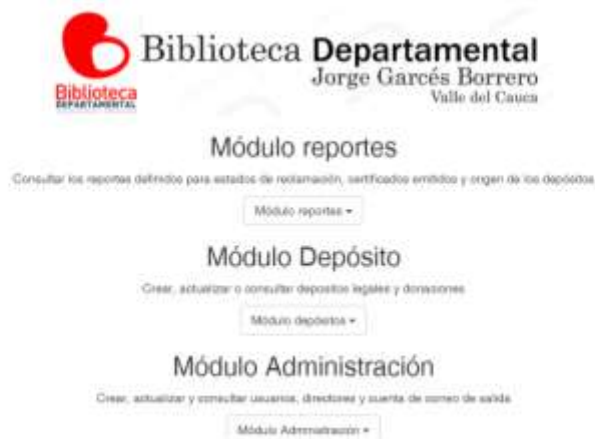 Biblioteca Departamental
Jorge Garcés Borrero
Valle del Cauca
Biblioteca
DEPARTAMENTAL
Módulo reportes
Consultar los reportes definidos para estados de reclamación, certificados emitidos y origen de los depósitos
Módulo reportes
Módulo Depósito
Crear, actualizar o consultar depositos legales y donaciones
Módulo depósitos
Módulo Administración
Crear, actualizar y consultar usuarios, directores y cuenta de correo de salida
Módulo Administración